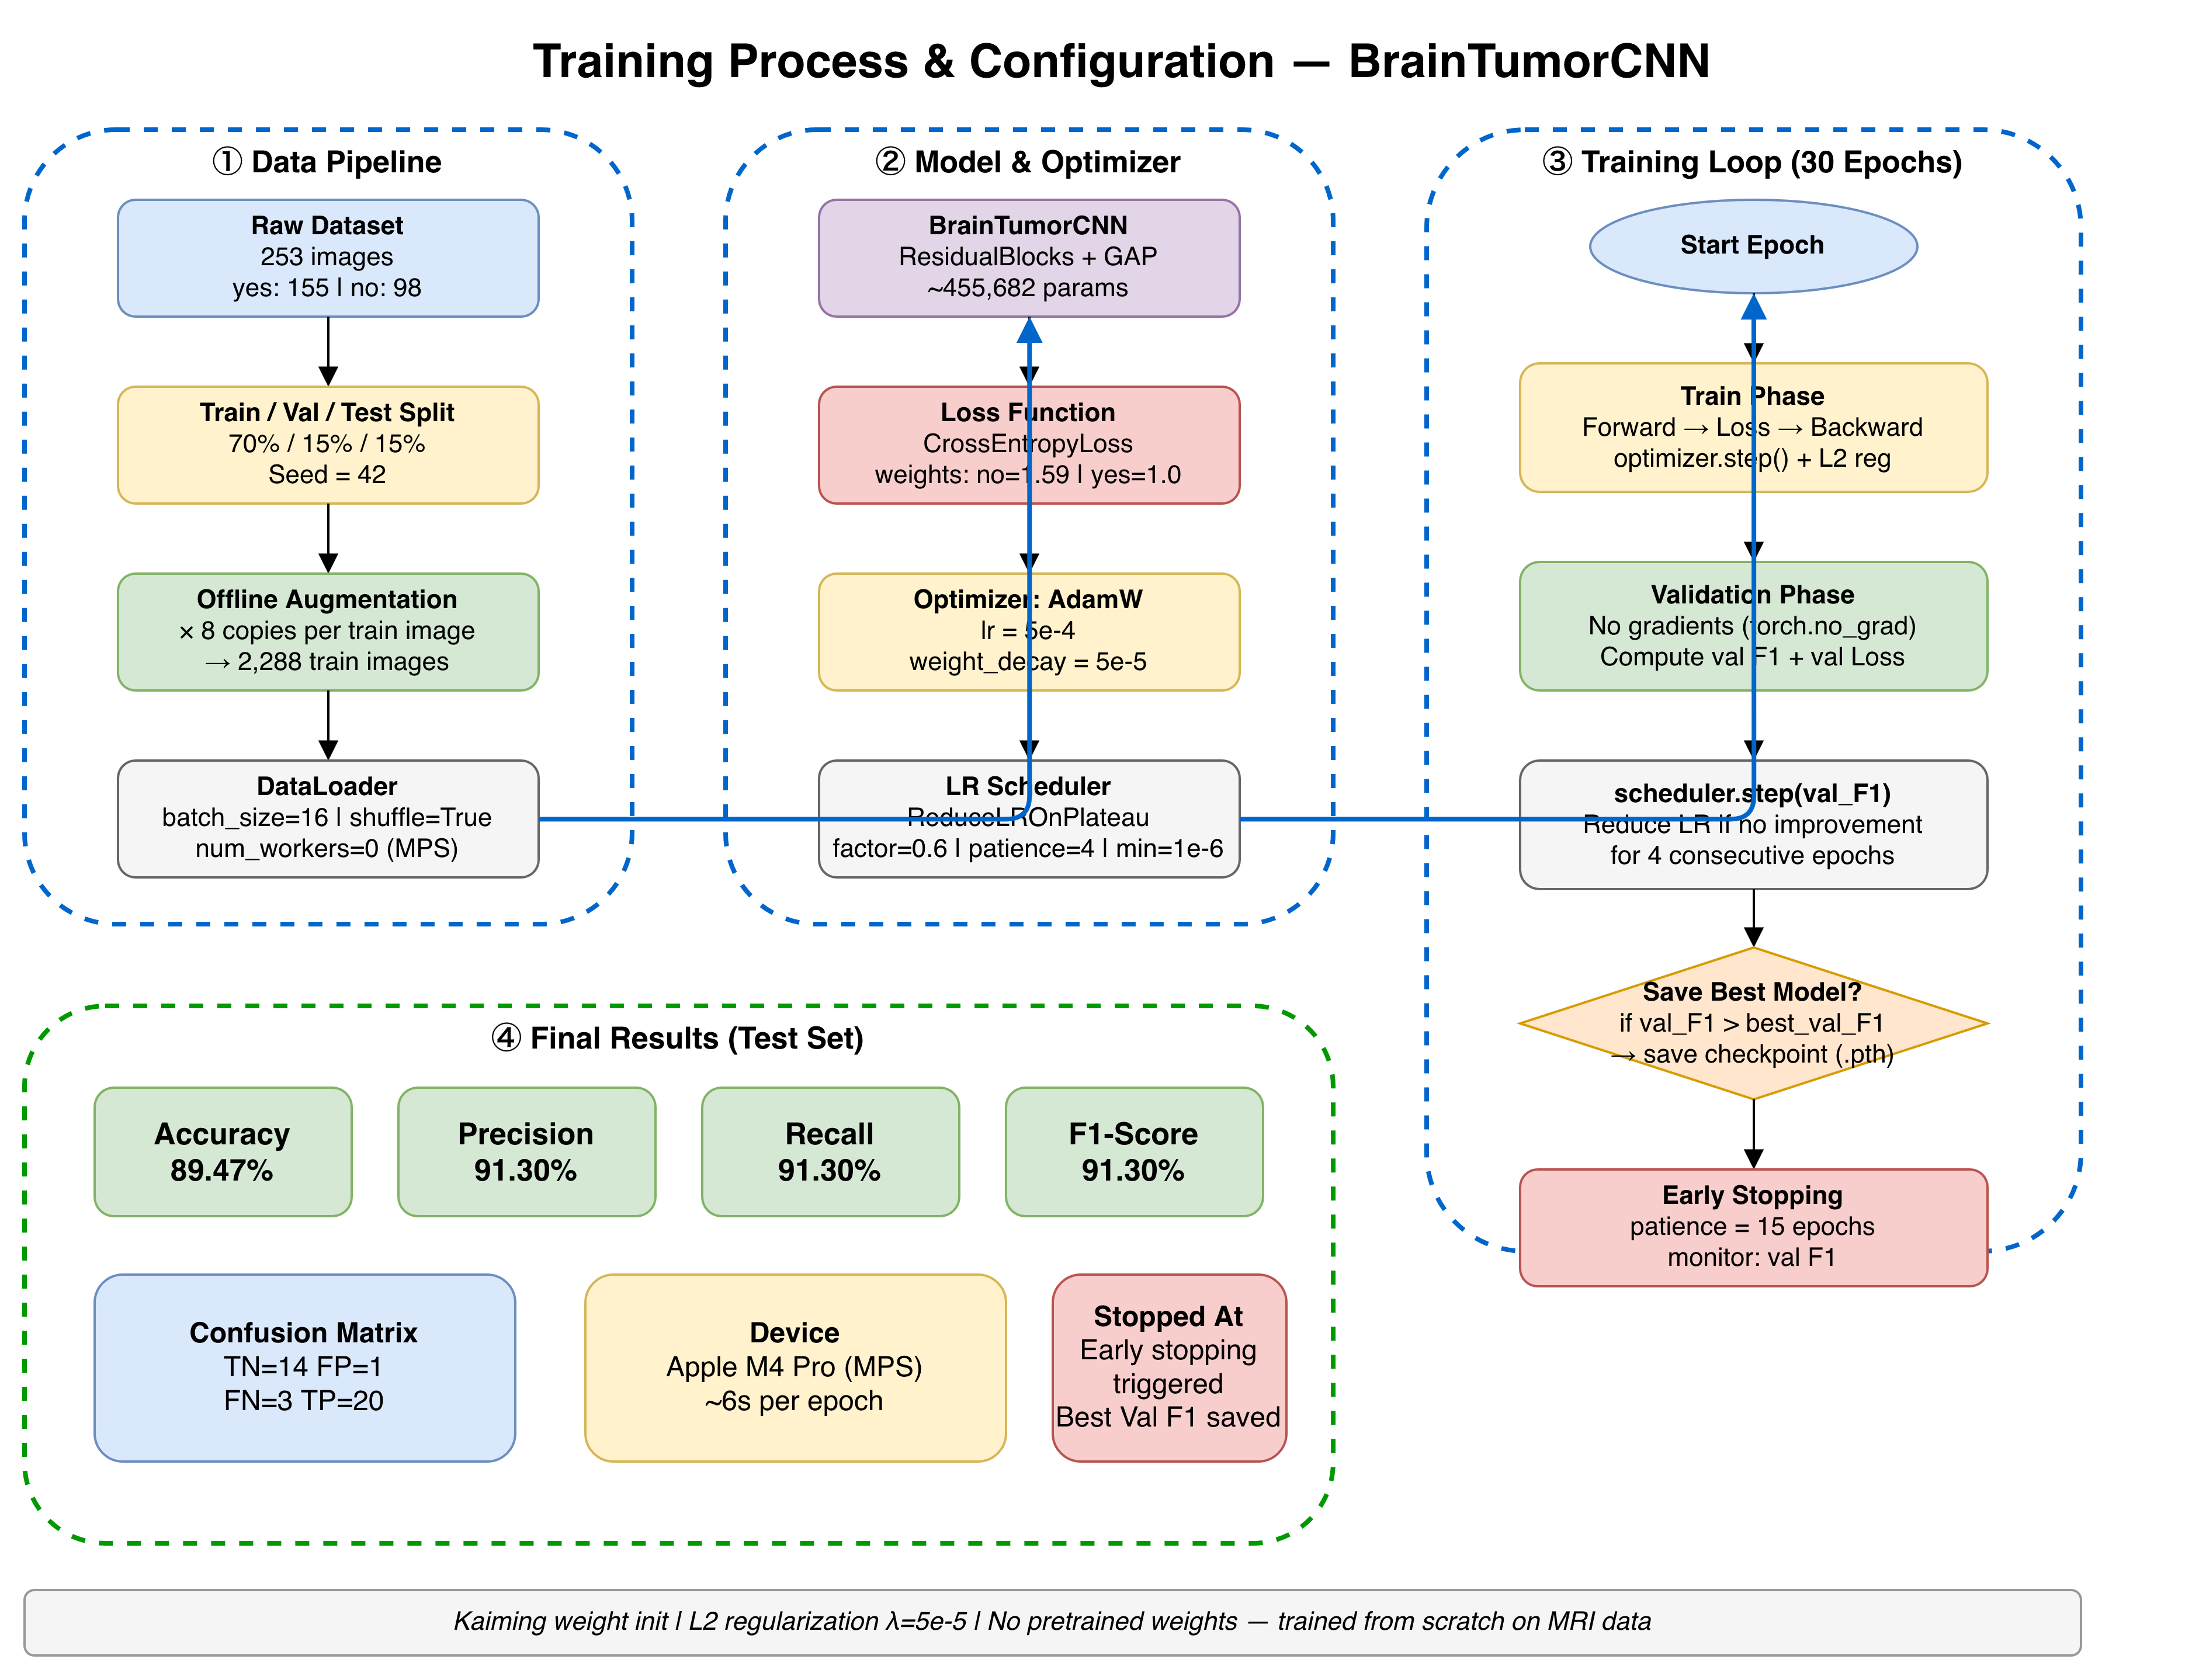 Training Process & Configuration — BrainTumorCNN
① Data Pipeline
Raw Dataset
253 images
yes: 155 | no: 98
Train / Val / Test Split
70% / 15% / 15%
Seed = 42
Offline Augmentation
× 8 copies per train image
→ 2,288 train images
DataLoader
batch_size=16 | shuffle=True
num_workers=0 (MPS)
② Model & Optimizer
BrainTumorCNN
ResidualBlocks + GAP
~455,682 params
Loss Function
CrossEntropyLoss
weights: no=1.59 | yes=1.0
Optimizer: AdamW
lr = 5e-4
weight_decay = 5e-5
LR Scheduler
ReduceLROnPlateau
factor=0.6 | patience=4 | min=1e-6
③ Training Loop (30 Epochs)
Start Epoch
Train Phase
Forward → Loss → Backward
optimizer.step() + L2 reg
Validation Phase
No gradients (torch.no_grad)
Compute val F1 + val Loss
scheduler.step(val_F1)
Reduce LR if no improvement
for 4 consecutive epochs
Save Best Model?
if val_F1 > best_val_F1
→ save checkpoint (.pth)
Early Stopping
patience = 15 epochs
monitor: val F1
④ Final Results (Test Set)
Accuracy
89.47%
Precision
91.30%
Recall
91.30%
F1-Score
91.30%
Confusion Matrix
TN=14 FP=1
FN=3 TP=20
Device
Apple M4 Pro (MPS)
~6s per epoch
Stopped At
Early stopping
triggered
Best Val F1 saved
Kaiming weight init | L2 regularization λ=5e-5 | No pretrained weights — trained from scratch on MRI data